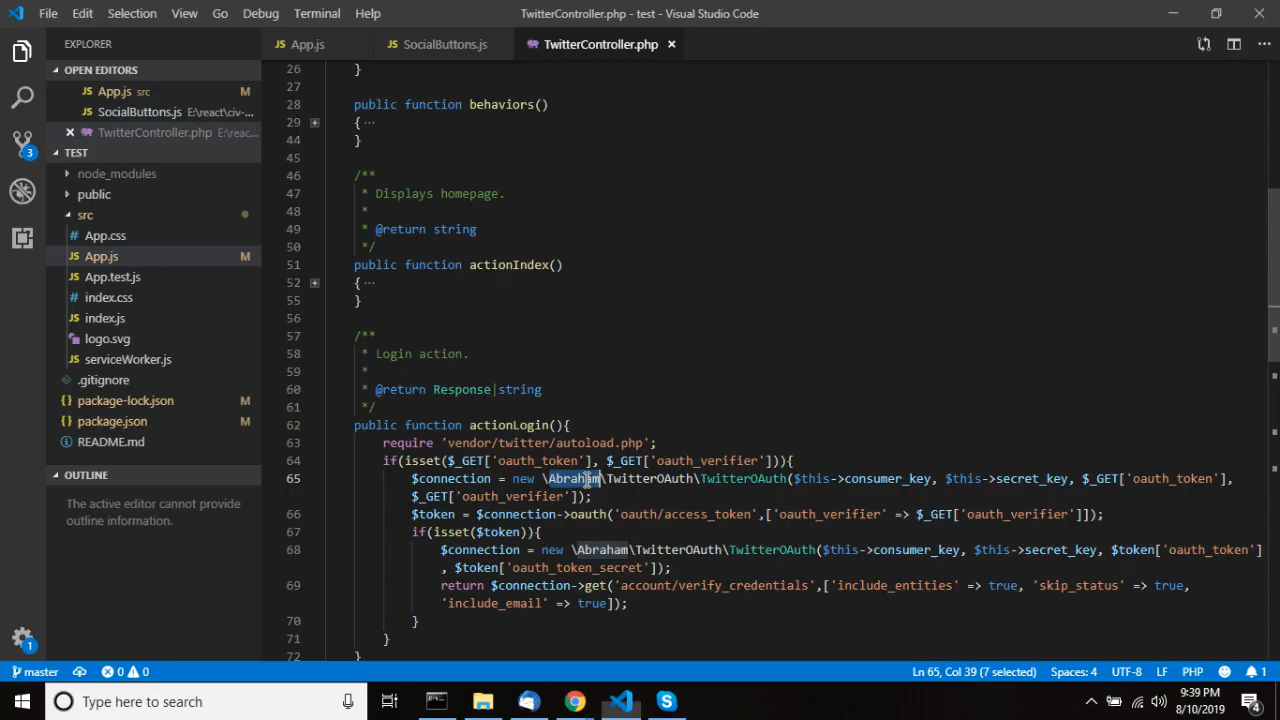 File Edit Selection View Go Debug Terminal Help TwitterController.php - test - Visual Studio Code
EXPLORER
OPEN EDITORS
App.js src M
SocialButtons.js E:\react\civ-...
TwitterController.php E:\reac...
TEST
node_modules
public
src
App.css
App.js M
App.test.js
index.css
index.js
logo.svg
serviceWorker.js
.gitignore
package-lock.json M
package.json M
README.md
OUTLINE
The active editor cannot provide
outline information.
3
1
App.js SocialButtons.js TwitterController.php
26 }
27
28 public function behaviors()
29 { ...
44 }
45
46 /**
47 * Displays homepage.
48 *
49 * @return string
50 */
51 public function actionIndex()
52 { ...
55 }
56
57 /**
58 * Login action.
59 *
60 * @return Response|string
61 */
62 public function actionLogin(){
63 require 'vendor/twitter/autoload.php';
64 if(isset($_GET['oauth_token'], $_GET['oauth_verifier'])){
65 $connection = new \Abraham\TwitterOAuth\TwitterOAuth($this->consumer_key, $this->secret_key, $_GET['oauth_token'],
$_GET['oauth_verifier']);
66 $token = $connection->oauth('oauth/access_token',['oauth_verifier' => $_GET['oauth_verifier']]);
67 if(isset($token)){
68 $connection = new \Abraham\TwitterOAuth\TwitterOAuth($this->consumer_key, $this->secret_key, $token['oauth_token']
, $token['oauth_token_secret']);
69 return $connection->get('account/verify_credentials',['include_entities' => true, 'skip_status' => true,
'include_email' => true]);
70 }
71 }
72 }
master 0 0 Ln 65, Col 39 (7 selected) Spaces: 4 UTF-8 LF PHP 1
Type here to search
9:39 PM
8/10/2019
4